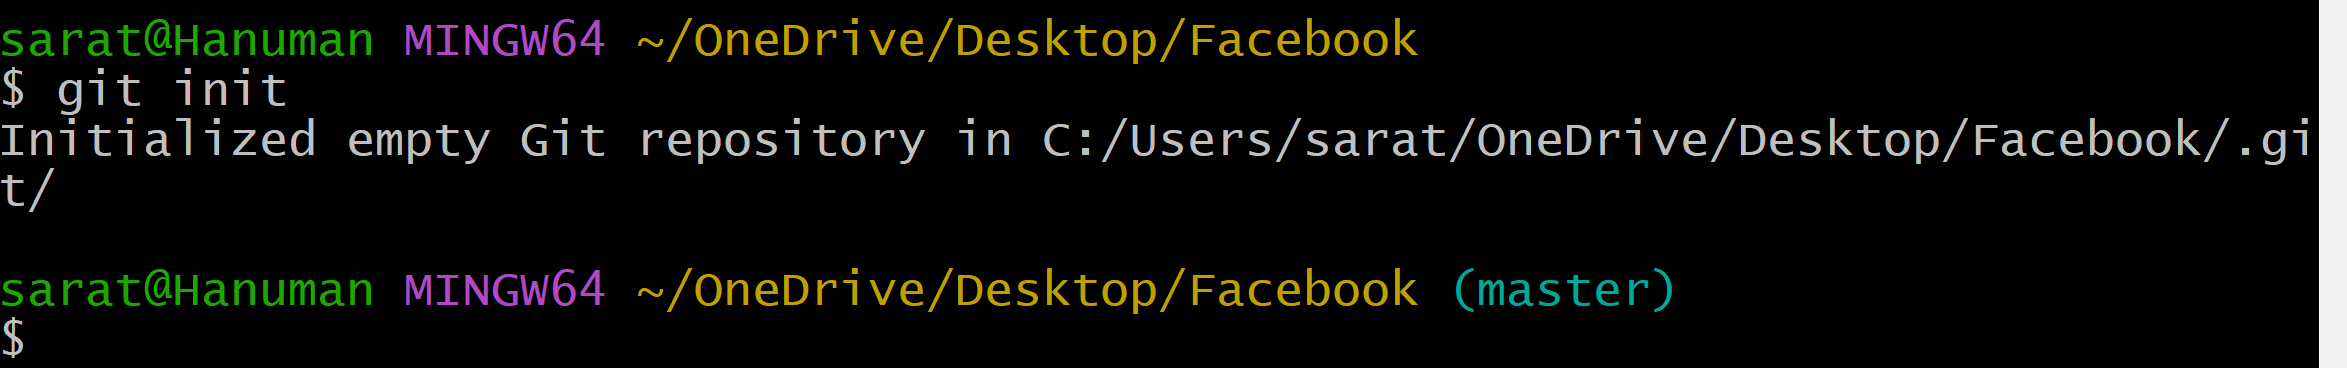 sarat@Hanuman MINGW64 ~/OneDrive/Desktop/Facebook
$ git init
Initialized empty Git repository in C:/Users/sarat/OneDrive/Desktop/Facebook/.gi
t/
sarat@Hanuman MINGW64 ~/OneDrive/Desktop/Facebook (master)
$